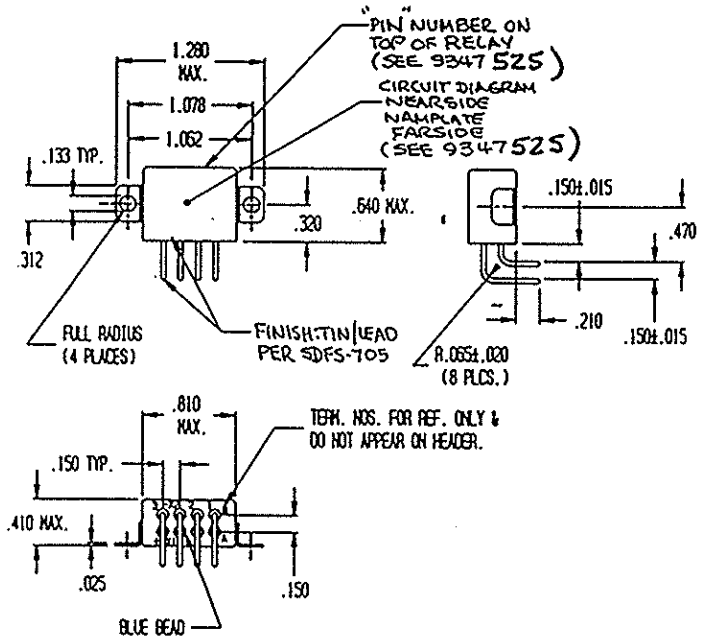 "PIN" NUMBER ON
TOP OF RELAY
(SEE 9347 525)
CIRCUIT DIAGRAM
NEARSIDE
NAMPLATE
FARSIDE
(SEE 9347525)
1.280
MAX.
1.078
1.062
.133 TYP.
.312
.320
.640 MAX.
.150±.015
.470
.210
.150±.015
R.065±.020
(8 PLCS.)
FULL RADIUS
(4 PLACES)
FINISH:TIN/LEAD
PER SDFS-705
.810
MAX.
TERM. NOS. FOR REF. ONLY &
DO NOT APPEAR ON HEADER.
.150 TYP.
.410 MAX.
.025
.150
BLUE BEAD